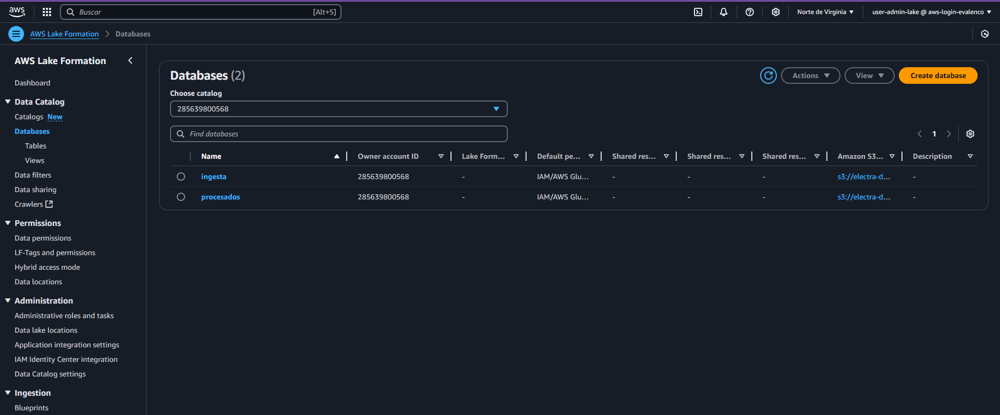 aws
Buscar [Alt+S] Norte de Virginia user-admin-lake @ aws-login-evalenco
AWS Lake Formation Databases
AWS Lake Formation
Dashboard
Data Catalog
Catalogs New
Databases
Tables
Views
Data filters
Data sharing
Crawlers
Permissions
Data permissions
LF-Tags and permissions
Hybrid access mode
Data locations
Administration
Administrative roles and tasks
Data lake locations
Application integration settings
IAM Identity Center integration
Data Catalog settings
Ingestion
Blueprints
Databases (2)
Actions View Create database
Choose catalog
285639800568
Find databases
1
Name Owner account ID Lake Form... Default pe... Shared res... Shared res... Shared res... Amazon S3... Description
ingesta 285639800568 - IAM/AWS Glu... - - - s3://electra-d... -
procesados 285639800568 - IAM/AWS Glu... - - - s3://electra-d... -